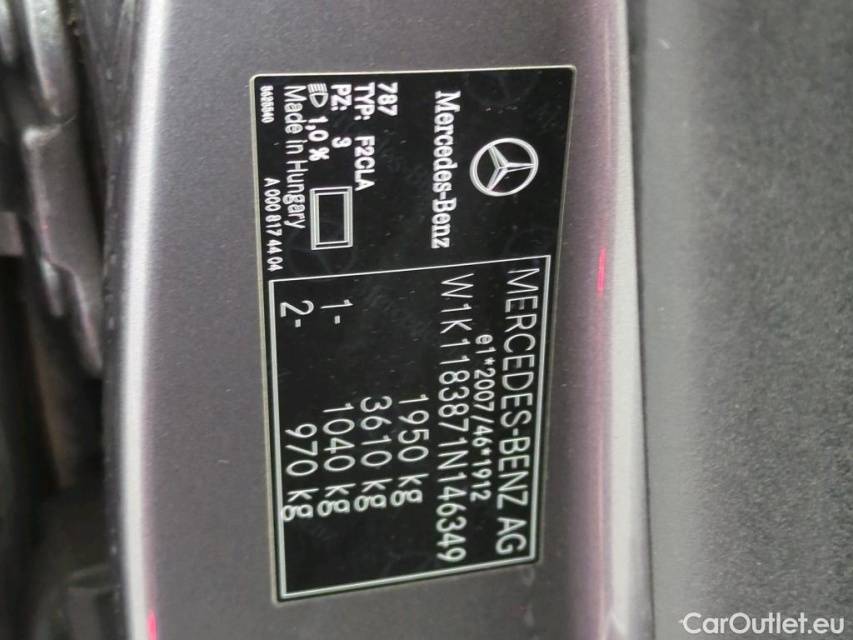 Mercedes-Benz
787
TYP: F2CLA
PZ: 3
1,0 %
Made in Hungary
A 000 817 44 04
MERCEDES-BENZ AG
e1*2007/46*1912
W1K1183871N146349
1950 kg
3610 kg
1- 1040 kg
2- 970 kg
CarOutlet.eu